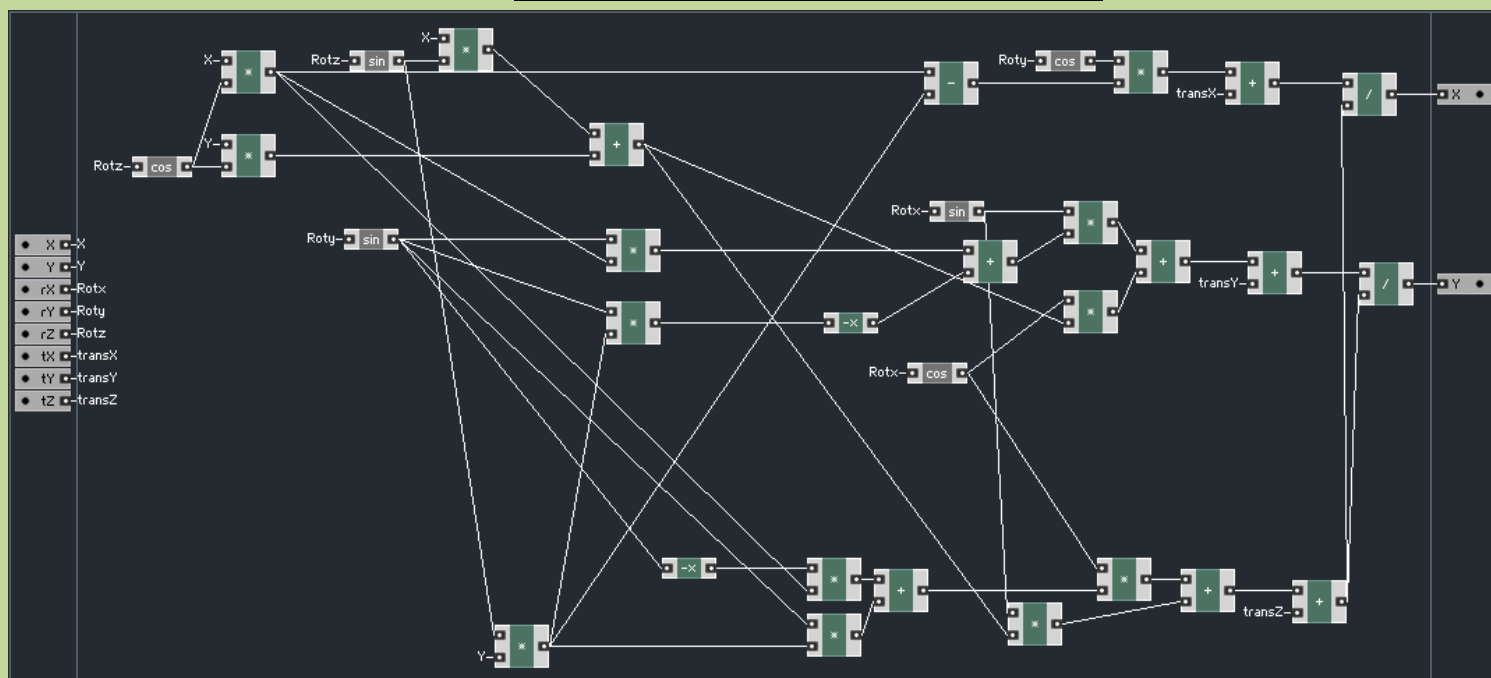 X
Rotz sin
X *
*
Roty cos *
-
transX +
/
X
Y
*
+
Rotz cos
Rotx sin
*
Roty sin
*
+
+
transY +
/
Y
X X
Y Y
rX Rotx
rY Roty
rZ Rotz
tX transX
tY transY
tZ transZ
*
-x
*
Rotx cos
-x
*
+
*
+
transZ +
*
*
Y *